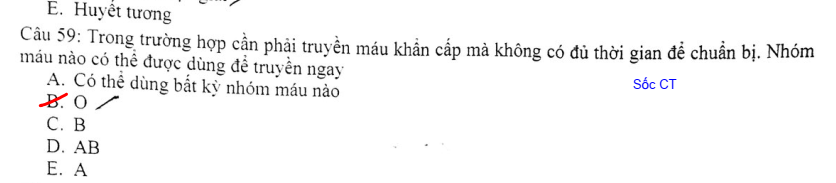 E. Huyết tương
Câu 59: Trong trường hợp cần phải truyền máu khẩn cấp mà không có đủ thời gian để chuẩn bị. Nhóm
máu nào có thể được dùng để truyền ngay
A. Có thể dùng bất kỳ nhóm máu nào
Sốc CT
B. O
C. B
D. AB
E. A